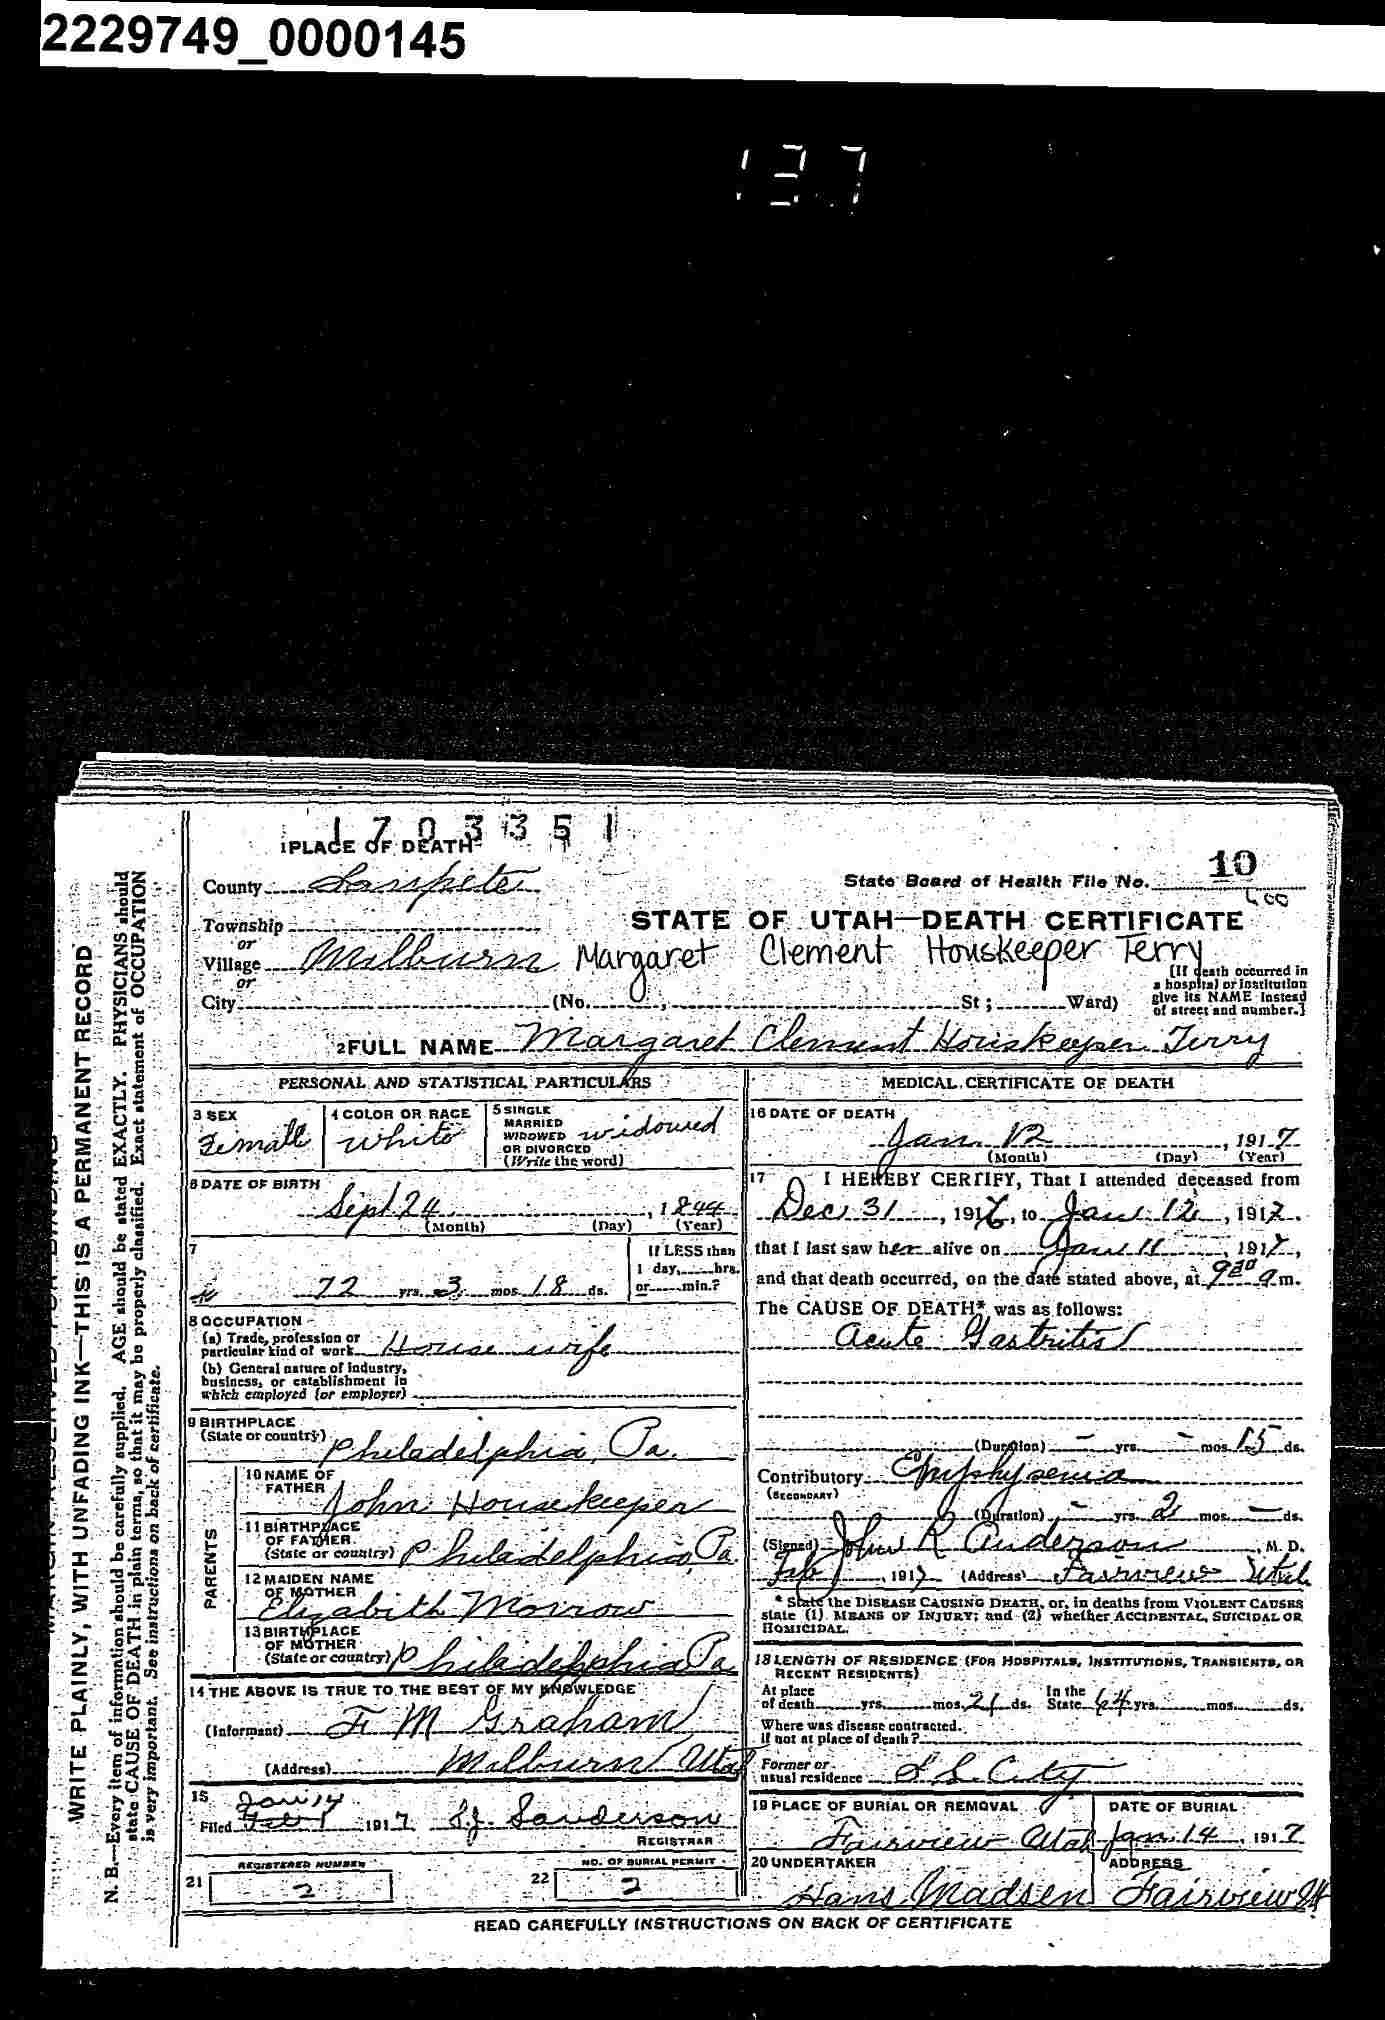 2229749_0000145
137
1703351
1 PLACE OF DEATH
County Sanpete
State Board of Health File No. 10
Township
or
Village Milburn
or
City (No. , St ; Ward)
STATE OF UTAH—DEATH CERTIFICATE
Margaret Clement Houskeeper Terry
[If death occurred in a hospital or institution give its NAME instead of street and number.]
2 FULL NAME Margaret Clement Houskeeper Terry
PERSONAL AND STATISTICAL PARTICULARS
3 SEX Female
4 COLOR OR RACE White
5 SINGLE MARRIED WIDOWED OR DIVORCED (Write the word) widowed
6 DATE OF BIRTH
Sept 24, 1844
(Month) (Day) (Year)
7
72 yrs. 3 mos. 18 ds.
If LESS than 1 day, hrs. or min.?
8 OCCUPATION
(a) Trade, profession or particular kind of work House wife
(b) General nature of Industry, business, or establishment in which employed (or employer)
9 BIRTHPLACE
(State or country) Philadelphia, Pa.
PARENTS
10 NAME OF FATHER John Housekeeper
11 BIRTHPLACE OF FATHER (State or country) Philadelphia, Pa.
12 MAIDEN NAME OF MOTHER Elizabith Morrow
13 BIRTHPLACE OF MOTHER (State or country) Philadelphia Pa
14 THE ABOVE IS TRUE TO THE BEST OF MY KNOWLEDGE
(Informant) F M Graham
(Address) Milburn Utah
15
Jan 14
Filed Feb 1 1917 S.J. Sanderson
REGISTRAR
21 REGISTERED NUMBER 2
22 NO. OF BURIAL PERMIT 2
MEDICAL CERTIFICATE OF DEATH
16 DATE OF DEATH
Jan. 12, 1917
(Month) (Day) (Year)
17 I HEREBY CERTIFY, That I attended deceased from
Dec 31, 1916, to Jan 12, 1917.
that I last saw her alive on Jan 11, 1917,
and that death occurred, on the date stated above, at 930 a m.
The CAUSE OF DEATH* was as follows:
Acute Gastritis
(Duration) - yrs. - mos. 15 ds.
Contributory Emphysema
(SECONDARY)
(Duration) - yrs. 2 mos. - ds.
(Signed) John R Anderson, M. D.
Feb, 1917 (Address) Fairview Utah
* State the DISEASE CAUSING DEATH, or, in deaths from VIOLENT CAUSES
state (1) MEANS OF INJURY; and (2) whether ACCIDENTAL, SUICIDAL OR
HOMICIDAL.
18 LENGTH OF RESIDENCE (FOR HOSPITALS, INSTITUTIONS, TRANSIENTS, OR
RECENT RESIDENTS)
At place of death yrs. mos. 21 ds. In the State 64 yrs. mos. ds.
Where was disease contracted.
If not at place of death?
Former or usual residence S L City
19 PLACE OF BURIAL OR REMOVAL
Fairview Utah
DATE OF BURIAL
Jan. 14, 1917
20 UNDERTAKER
Hans Madsen
ADDRESS
Fairview Ut
READ CAREFULLY INSTRUCTIONS ON BACK OF CERTIFICATE
WRITE PLAINLY, WITH UNFADING INK—THIS IS A PERMANENT RECORD
N. B.—Every item of information should be carefully supplied. AGE should be stated EXACTLY. PHYSICIANS should
state CAUSE OF DEATH in plain terms, so that it may be properly classified. Exact statement of OCCUPATION
is very important. See instructions on back of certificate.